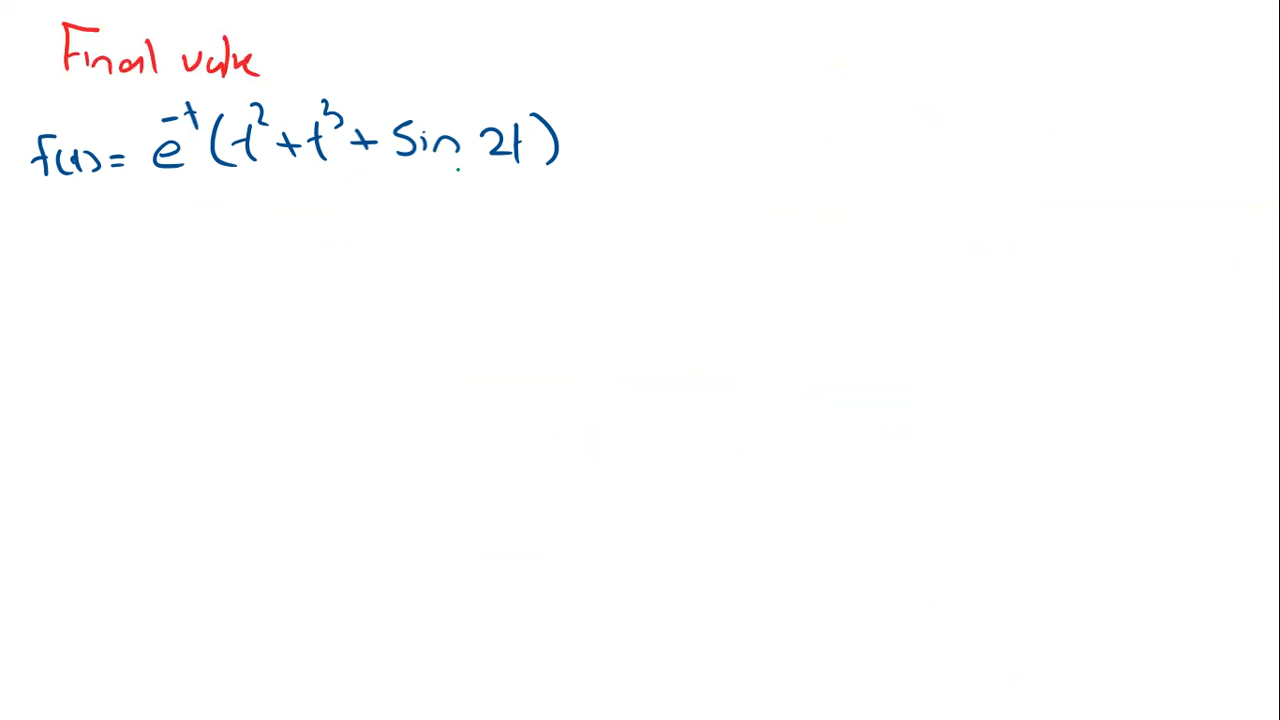 Final value
f(t) = e^{-t} (t^2 + t^3 + Sin 2t)